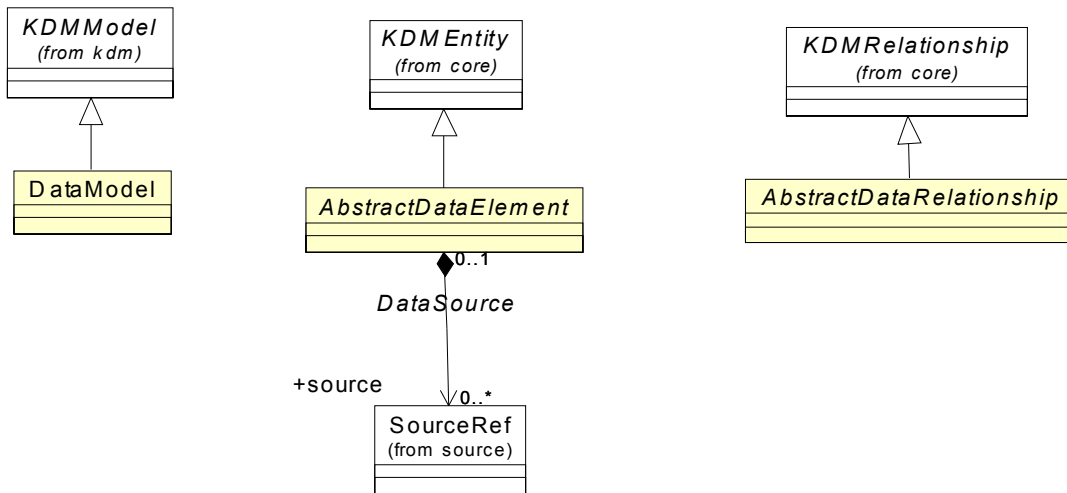 KDMModel
(from kdm)
DataModel
KDMEntity
(from core)
AbstractDataElement
0..1
DataSource
+source
0..*
SourceRef
(from source)
KDMRelationship
(from core)
AbstractDataRelationship